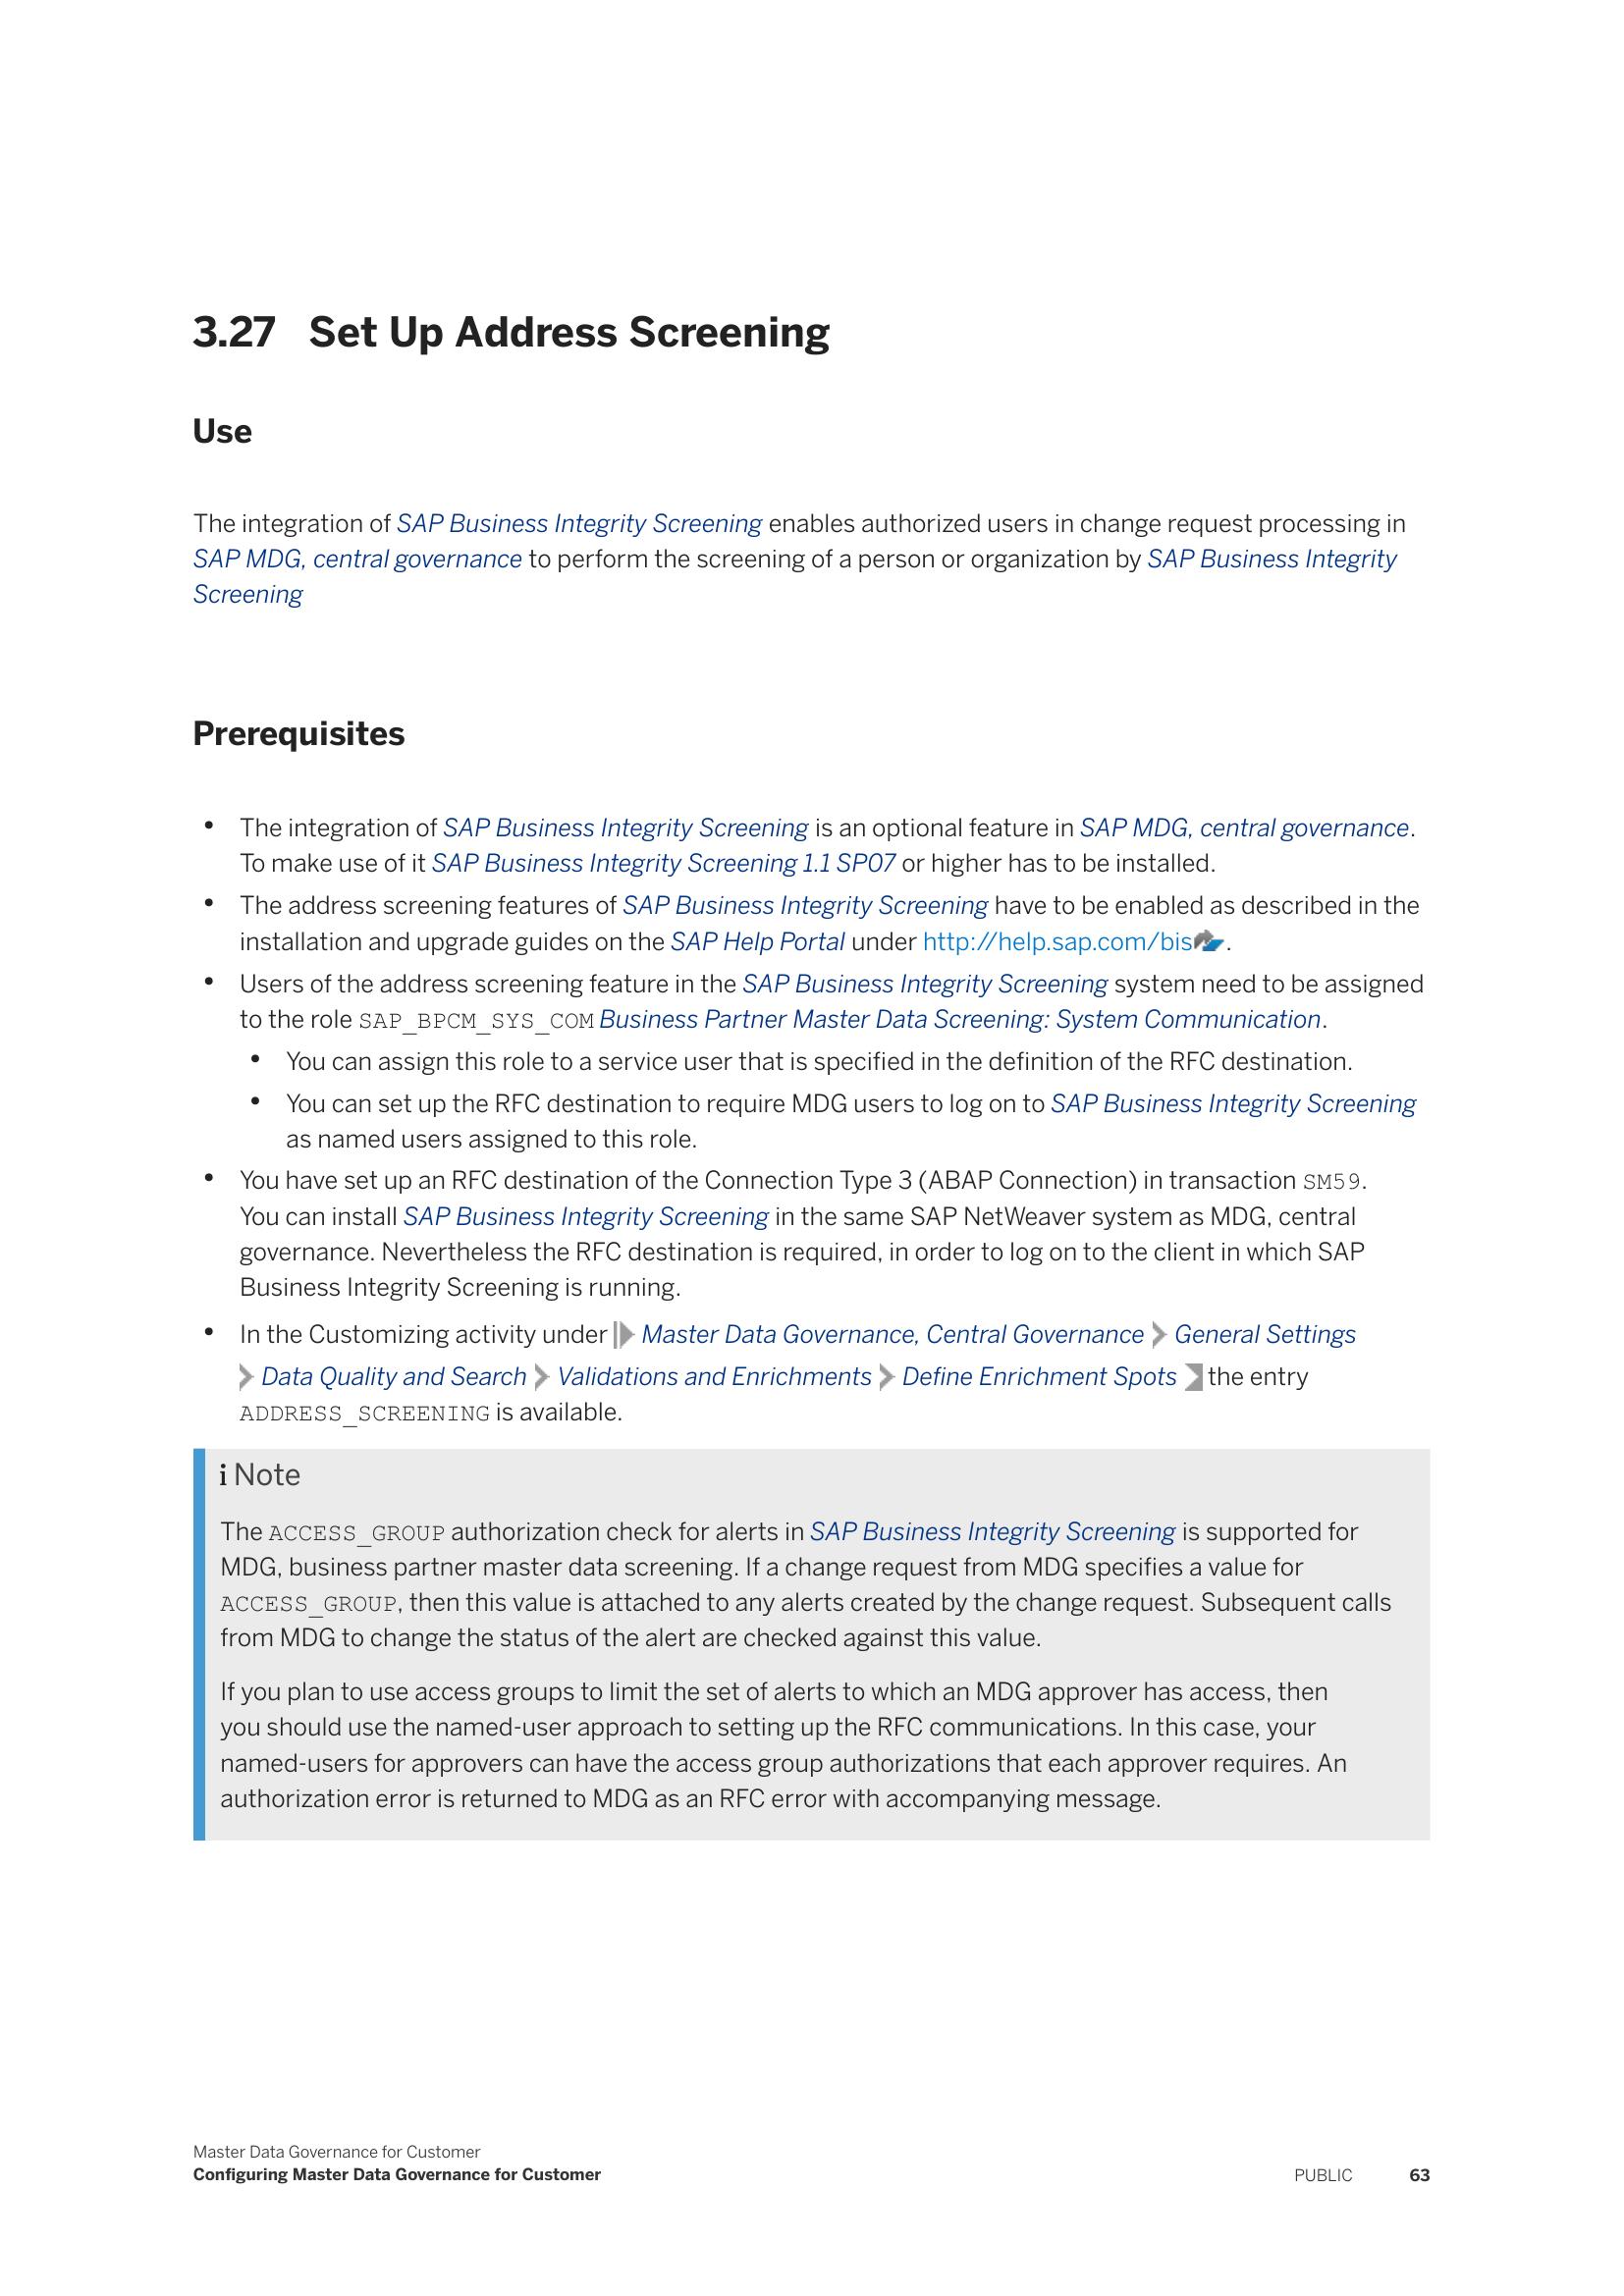 3.27 Set Up Address Screening
Use
The integration of SAP Business Integrity Screening enables authorized users in change request processing in
SAP MDG, central governance to perform the screening of a person or organization by SAP Business Integrity
Screening
Prerequisites
• The integration of SAP Business Integrity Screening is an optional feature in SAP MDG, central governance.
To make use of it SAP Business Integrity Screening 1.1 SP07 or higher has to be installed.
• The address screening features of SAP Business Integrity Screening have to be enabled as described in the
installation and upgrade guides on the SAP Help Portal under http://help.sap.com/bis.
• Users of the address screening feature in the SAP Business Integrity Screening system need to be assigned
to the role SAP_BPCM_SYS_COM Business Partner Master Data Screening: System Communication.
• You can assign this role to a service user that is specified in the definition of the RFC destination.
• You can set up the RFC destination to require MDG users to log on to SAP Business Integrity Screening
as named users assigned to this role.
• You have set up an RFC destination of the Connection Type 3 (ABAP Connection) in transaction SM59.
You can install SAP Business Integrity Screening in the same SAP NetWeaver system as MDG, central
governance. Nevertheless the RFC destination is required, in order to log on to the client in which SAP
Business Integrity Screening is running.
• In the Customizing activity under Master Data Governance, Central Governance General Settings
Data Quality and Search Validations and Enrichments Define Enrichment Spots the entry
ADDRESS_SCREENING is available.
i Note
The ACCESS_GROUP authorization check for alerts in SAP Business Integrity Screening is supported for
MDG, business partner master data screening. If a change request from MDG specifies a value for
ACCESS_GROUP, then this value is attached to any alerts created by the change request. Subsequent calls
from MDG to change the status of the alert are checked against this value.
If you plan to use access groups to limit the set of alerts to which an MDG approver has access, then
you should use the named-user approach to setting up the RFC communications. In this case, your
named-users for approvers can have the access group authorizations that each approver requires. An
authorization error is returned to MDG as an RFC error with accompanying message.
Master Data Governance for Customer
Configuring Master Data Governance for Customer PUBLIC 63